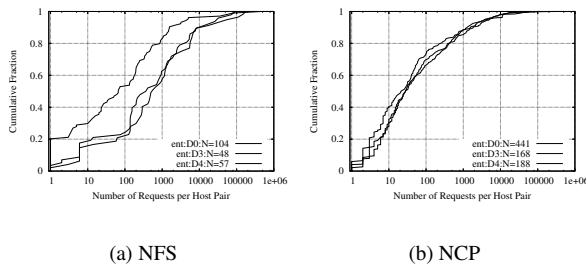 1
0.8
0.6
0.4
0.2
0
Cumulative Fraction
ent:D0:N=104
ent:D3:N=48
ent:D4:N=57
1 10 100 1000 10000 100000 1e+06
Number of Requests per Host Pair
(a) NFS
1
0.8
0.6
0.4
0.2
0
Cumulative Fraction
ent:D0:N=441
ent:D3:N=168
ent:D4:N=188
1 10 100 1000 10000 100000 1e+06
Number of Requests per Host Pair
(b) NCP